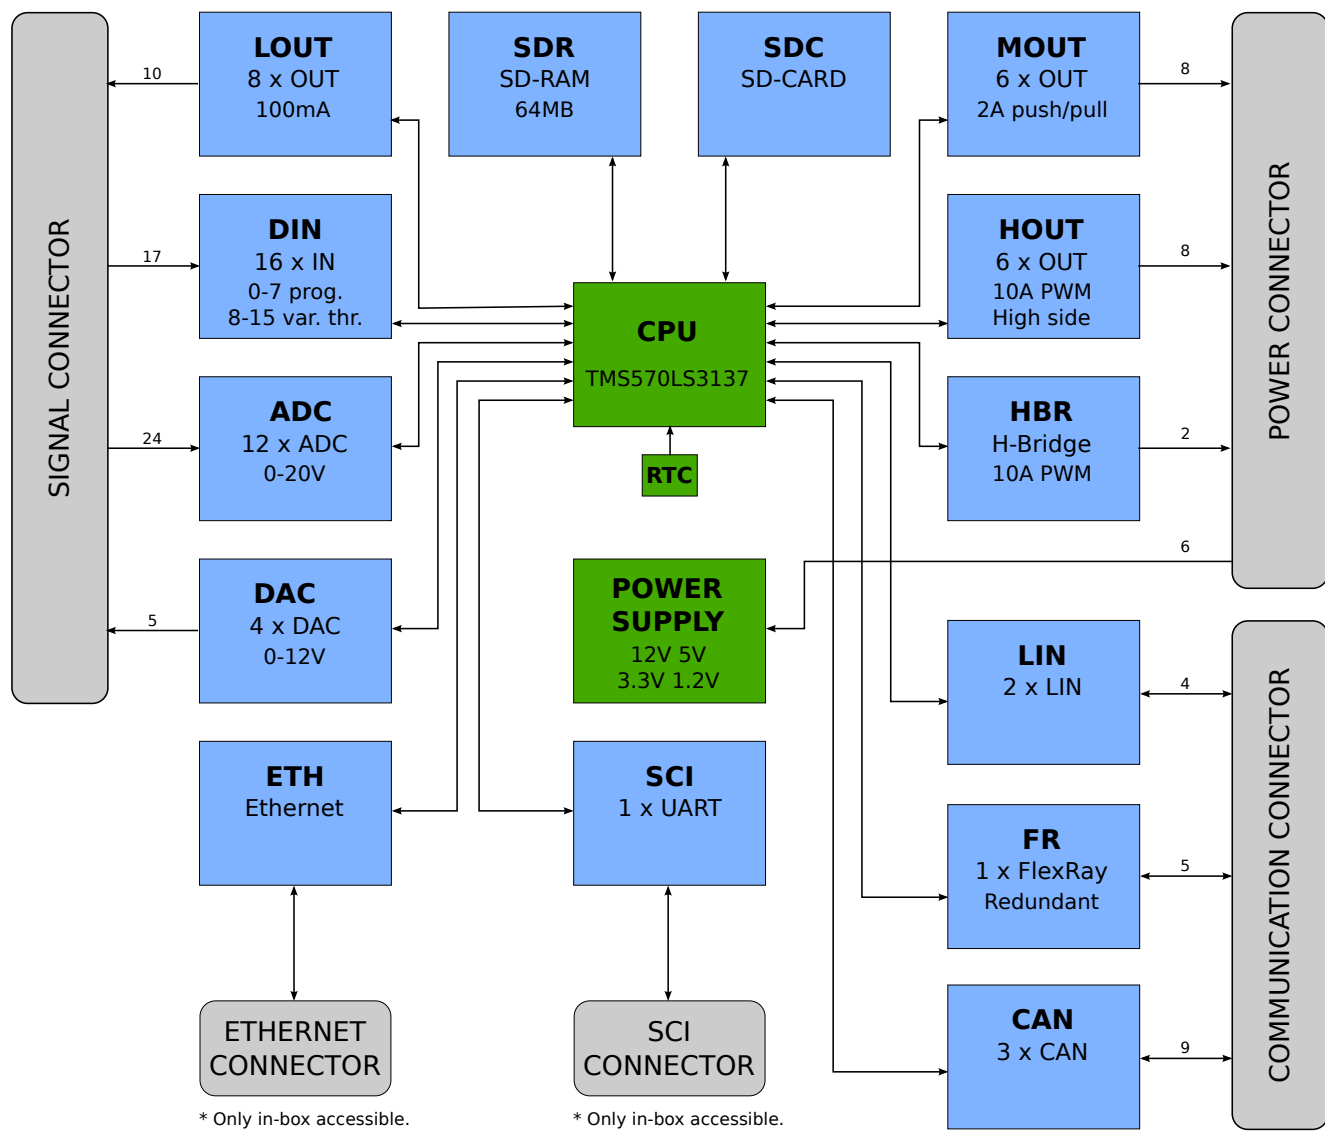 SIGNAL CONNECTOR
10
17
24
5
LOUT
8 x OUT
100mA
DIN
16 x IN
0-7 prog.
8-15 var. thr.
ADC
12 x ADC
0-20V
DAC
4 x DAC
0-12V
ETH
Ethernet
ETHERNET
CONNECTOR
* Only in-box accessible.
SDR
SD-RAM
64MB
SDC
SD-CARD
CPU
TMS570LS3137
RTC
POWER
SUPPLY
12V 5V
3.3V 1.2V
SCI
1 x UART
SCI
CONNECTOR
* Only in-box accessible.
MOUT
6 x OUT
2A push/pull
HOUT
6 x OUT
10A PWM
High side
HBR
H-Bridge
10A PWM
LIN
2 x LIN
FR
1 x FlexRay
Redundant
CAN
3 x CAN
8
8
2
6
4
5
9
POWER CONNECTOR
COMMUNICATION CONNECTOR